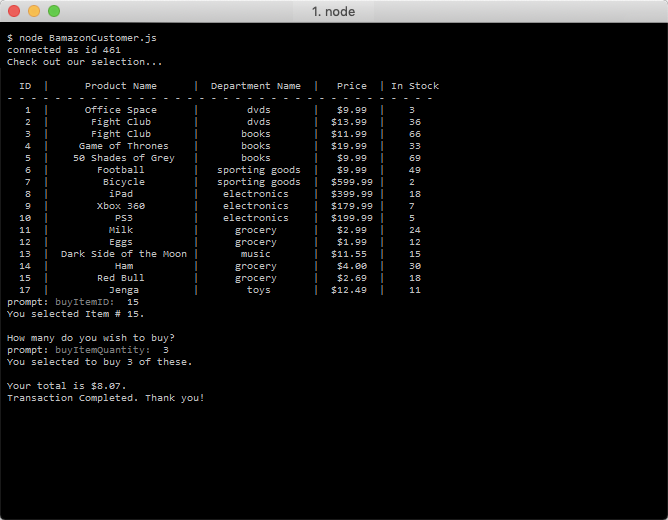 1. node
$ node BamazonCustomer.js
connected as id 461
Check out our selection...
ID | Product Name | Department Name | Price | In Stock
- - - - - - - - - - - - - - - - - - - - - - - - - - - - - - - - - - - -
1 | Office Space | dvds | $9.99 | 3
2 | Fight Club | dvds | $13.99 | 36
3 | Fight Club | books | $11.99 | 66
4 | Game of Thrones | books | $19.99 | 33
5 | 50 Shades of Grey | books | $9.99 | 69
6 | Football | sporting goods | $9.99 | 49
7 | Bicycle | sporting goods | $599.99 | 2
8 | iPad | electronics | $399.99 | 18
9 | Xbox 360 | electronics | $179.99 | 7
10 | PS3 | electronics | $199.99 | 5
11 | Milk | grocery | $2.99 | 24
12 | Eggs | grocery | $1.99 | 12
13 | Dark Side of the Moon | music | $11.55 | 15
14 | Ham | grocery | $4.00 | 30
15 | Red Bull | grocery | $2.69 | 18
17 | Jenga | toys | $12.49 | 11
prompt: buyItemID: 15
You selected Item # 15.
How many do you wish to buy?
prompt: buyItemQuantity: 3
You selected to buy 3 of these.
Your total is $8.07.
Transaction Completed. Thank you!